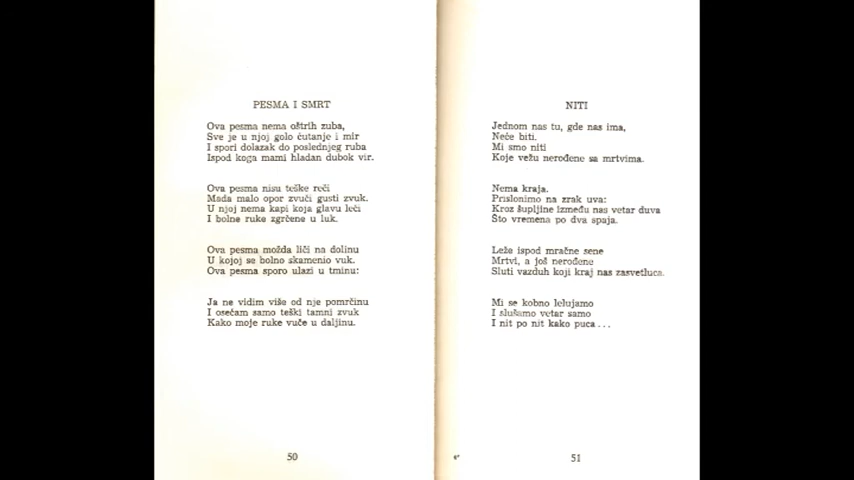 PESMA I SMRT
Ova pesma nema oštrih zuba,
Sve je u njoj golo ćutanje i mir
I spori dolazak do poslednjeg ruba
Ispod koga mami hladan dubok vir.
Ova pesma nisu teške reči
Mada malo opor zvuči gusti zvuk.
U njoj nema kapi koja glavu leči
I bolne ruke zgrčene u luk.
Ova pesma možda liči na dolinu
U kojoj se bolno skamenio vuk.
Ova pesma sporo ulazi u tminu:
Ja ne vidim više od nje pomrčinu
I osećam samo teški tamni zvuk
Kako moje ruke vuče u daljinu.
50
NITI
Jednom nas tu, gde nas ima,
Neće biti.
Mi smo niti
Koje vežu nerođene sa mrtvima.
Nema kraja.
Prislonimo na zrak uva:
Kroz šupljine između nas vetar duva
Što vremena po dva spaja.
Leže ispod mračne sene
Mrtvi, a još nerođene
Sluti vazduh koji kraj nas zasvetluca.
Mi se kobno lelujamo
I slušamo vetar samo
I nit po nit kako puca...
51